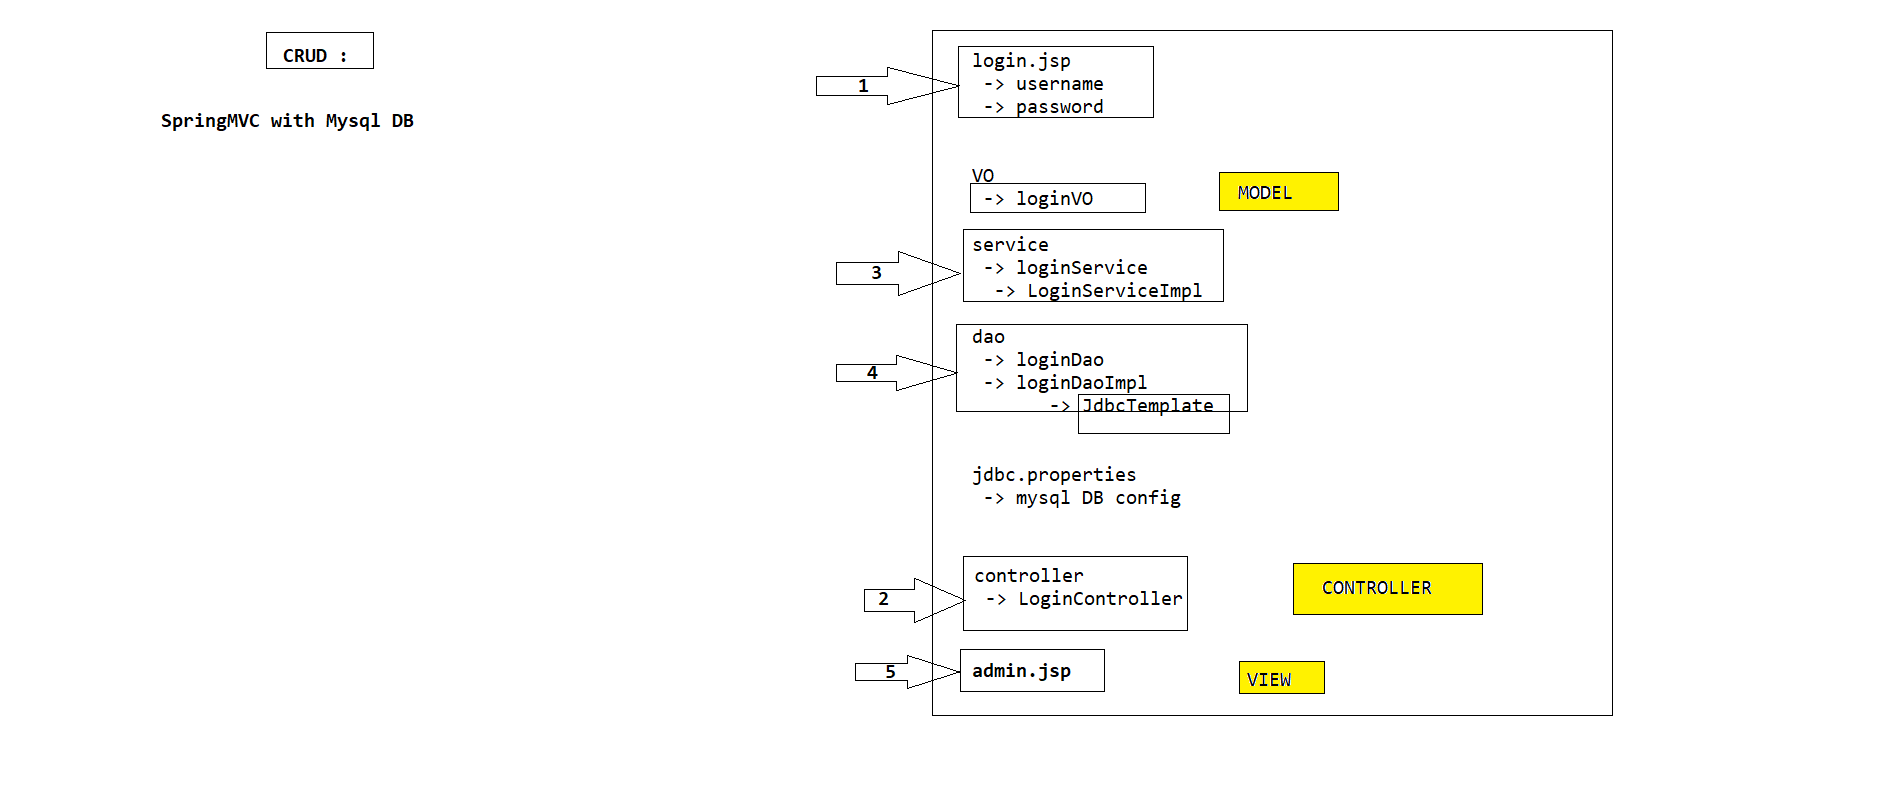 CRUD :
SpringMVC with Mysql DB
1
login.jsp
-> username
-> password
VO
-> loginVO
MODEL
3
service
-> loginService
-> LoginServiceImpl
4
dao
-> loginDao
-> loginDaoImpl
-> JdbcTemplate
jdbc.properties
-> mysql DB config
2
controller
-> LoginController
CONTROLLER
5
admin.jsp
VIEW